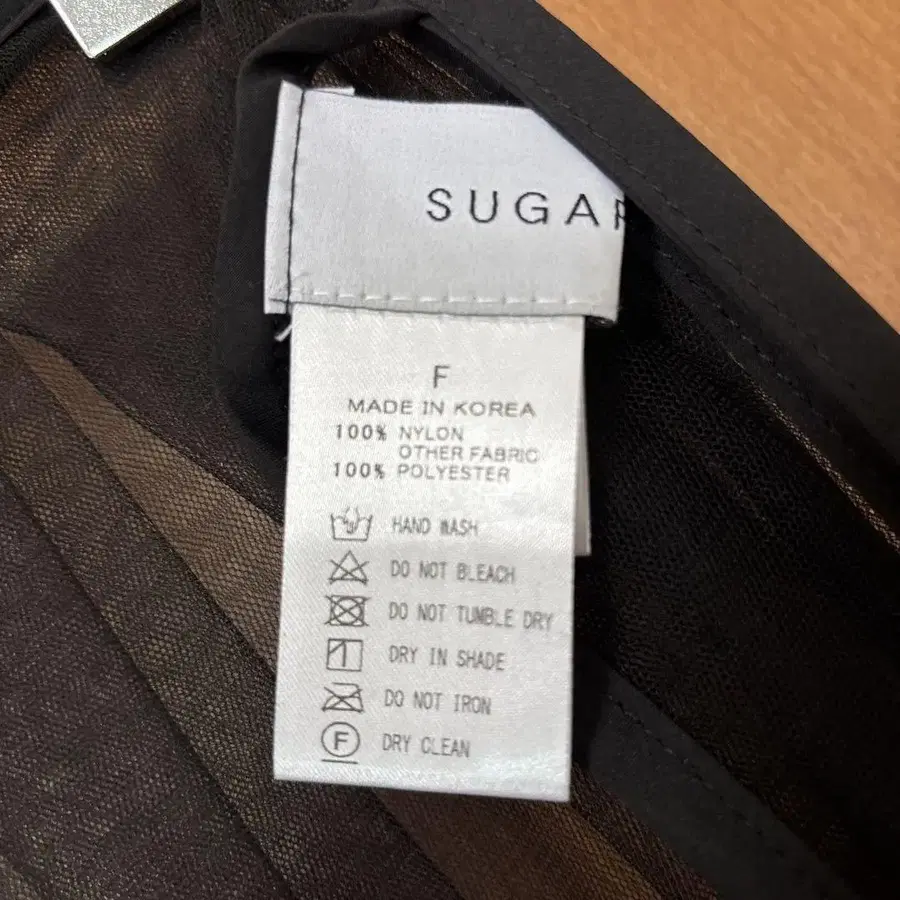 SUGAR
F
MADE IN KOREA
100% NYLON
OTHER FABRIC
100% POLYESTER
HAND WASH
DO NOT BLEACH
DO NOT TUMBLE DRY
DRY IN SHADE
DO NOT IRON
F DRY CLEAN